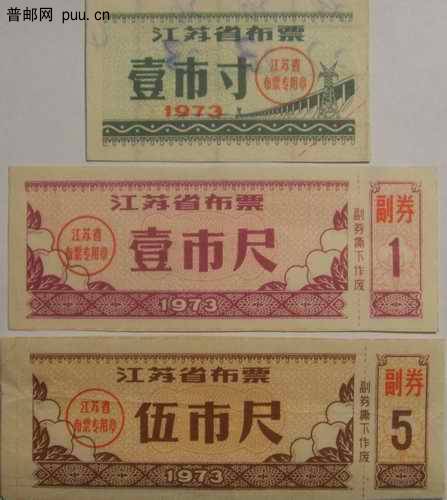 普邮网 puu.cn
江苏省布票
壹市寸
江苏省
布票专用章
1973
江苏省布票
江苏省
布票专用章
壹市尺
1973
副券撕下作废
副券
1
江苏省布票
江苏省
布票专用章
伍市尺
1973
副券撕下作废
副券
5